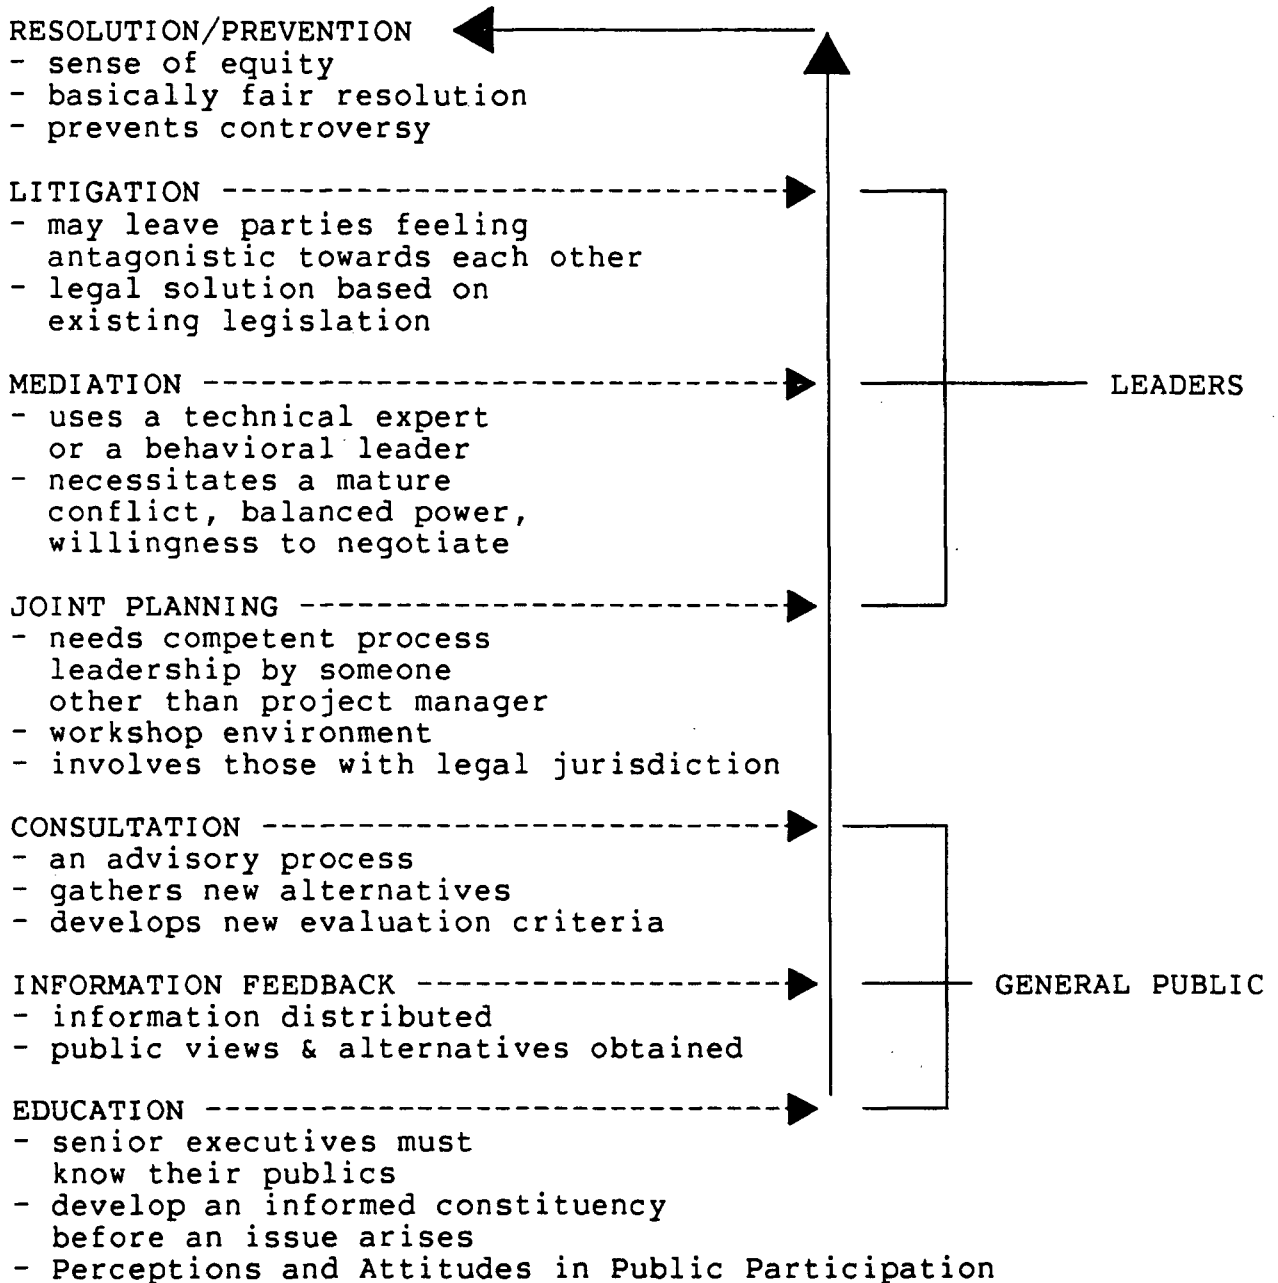 RESOLUTION/PREVENTION
- sense of equity
- basically fair resolution
- prevents controversy
LITIGATION
- may leave parties feeling
antagonistic towards each other
- legal solution based on
existing legislation
MEDIATION
LEADERS
- uses a technical expert
or a behavioral leader
- necessitates a mature
conflict, balanced power,
willingness to negotiate
JOINT PLANNING
- needs competent process
leadership by someone
other than project manager
- workshop environment
- involves those with legal jurisdiction
CONSULTATION
- an advisory process
- gathers new alternatives
- develops new evaluation criteria
INFORMATION FEEDBACK
GENERAL PUBLIC
- information distributed
- public views & alternatives obtained
EDUCATION
- senior executives must
know their publics
- develop an informed constituency
before an issue arises
- Perceptions and Attitudes in Public Participation